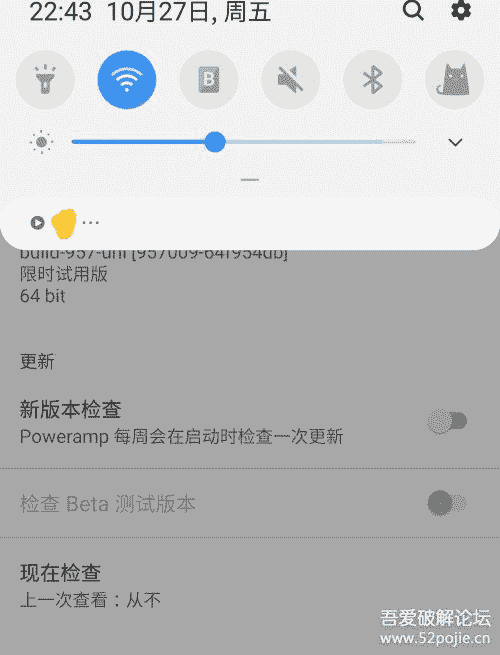 22:43 10月27日, 周五
B
build-957-uni [957009-64f954db]
限时试用版
64 bit
更新
新版本检查
Poweramp 每周会在启动时检查一次更新
检查 Beta 测试版本
现在检查
上一次查看：从不
吾爱破解论坛
www.52pojie.cn